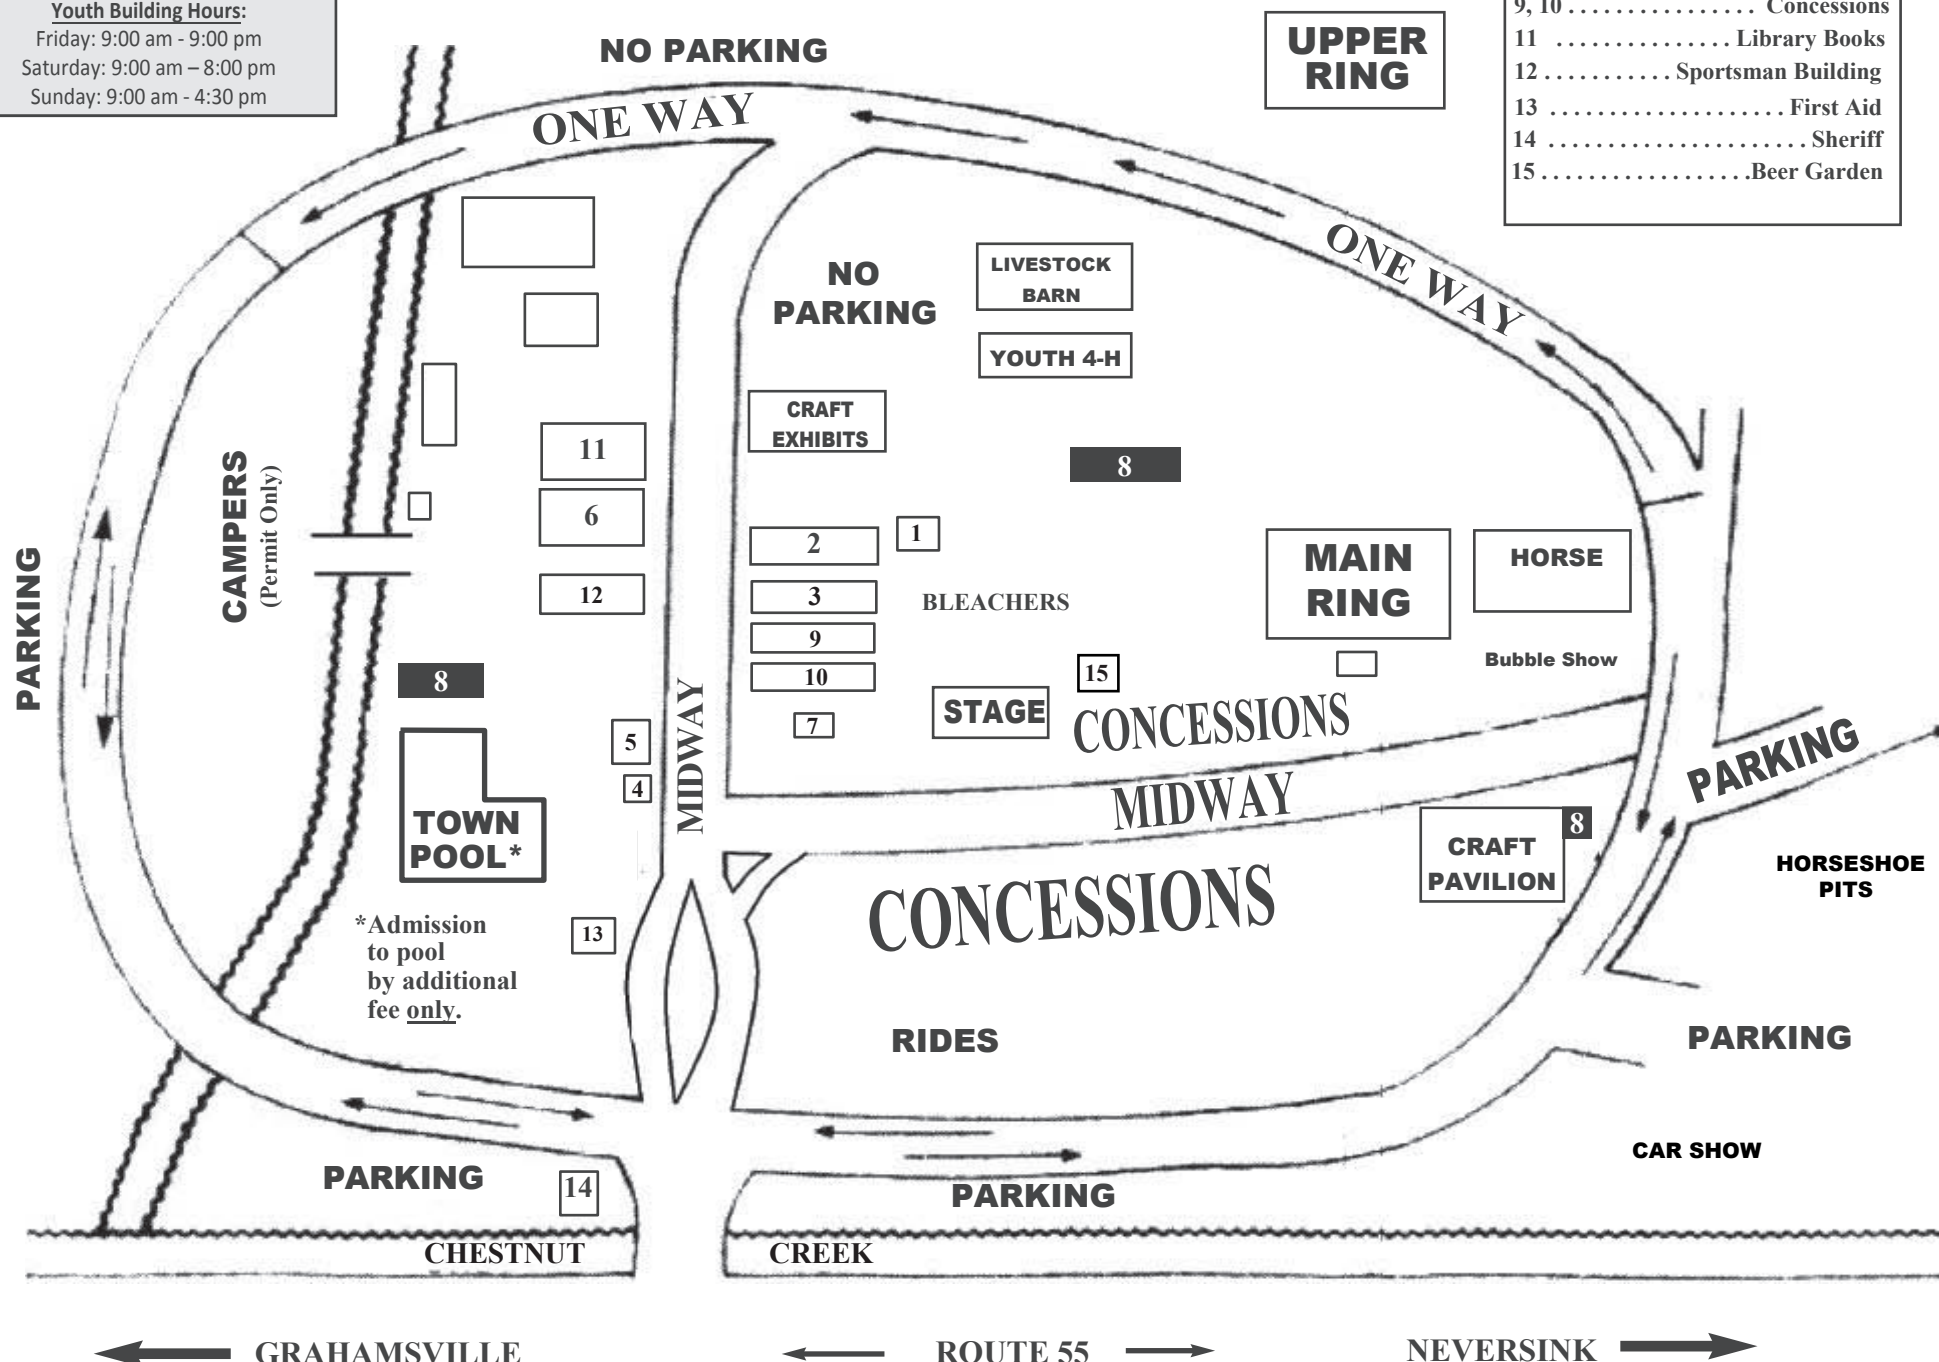 Youth Building Hours:
Friday: 9:00 am - 9:00 pm
Saturday: 9:00 am – 8:00 pm
Sunday: 9:00 am - 4:30 pm
NO PARKING
UPPER
RING
9, 10 . . . . . . . . . . . . . . . . Concessions
11 . . . . . . . . . . . . . . . Library Books
12 . . . . . . . . . . . Sportsman Building
13 . . . . . . . . . . . . . . . . . . . . First Aid
14 . . . . . . . . . . . . . . . . . . . . . . Sheriff
15 . . . . . . . . . . . . . . . . . .Beer Garden
ONE WAY
ONE WAY
NO
PARKING
LIVESTOCK
BARN
YOUTH 4-H
CRAFT
EXHIBITS
11
8
6
2
1
MAIN
RING
HORSE
CAMPERS
(Permit Only)
PARKING
12
3
BLEACHERS
9
10
15
Bubble Show
8
STAGE
CONCESSIONS
7
5
4
MIDWAY
MIDWAY
PARKING
TOWN
POOL*
CRAFT
PAVILION
8
HORSESHOE
PITS
CONCESSIONS
*Admission
to pool
by additional
fee only.
13
RIDES
PARKING
CAR SHOW
PARKING
14
PARKING
CHESTNUT
CREEK
GRAHAMSVILLE
ROUTE 55
NEVERSINK